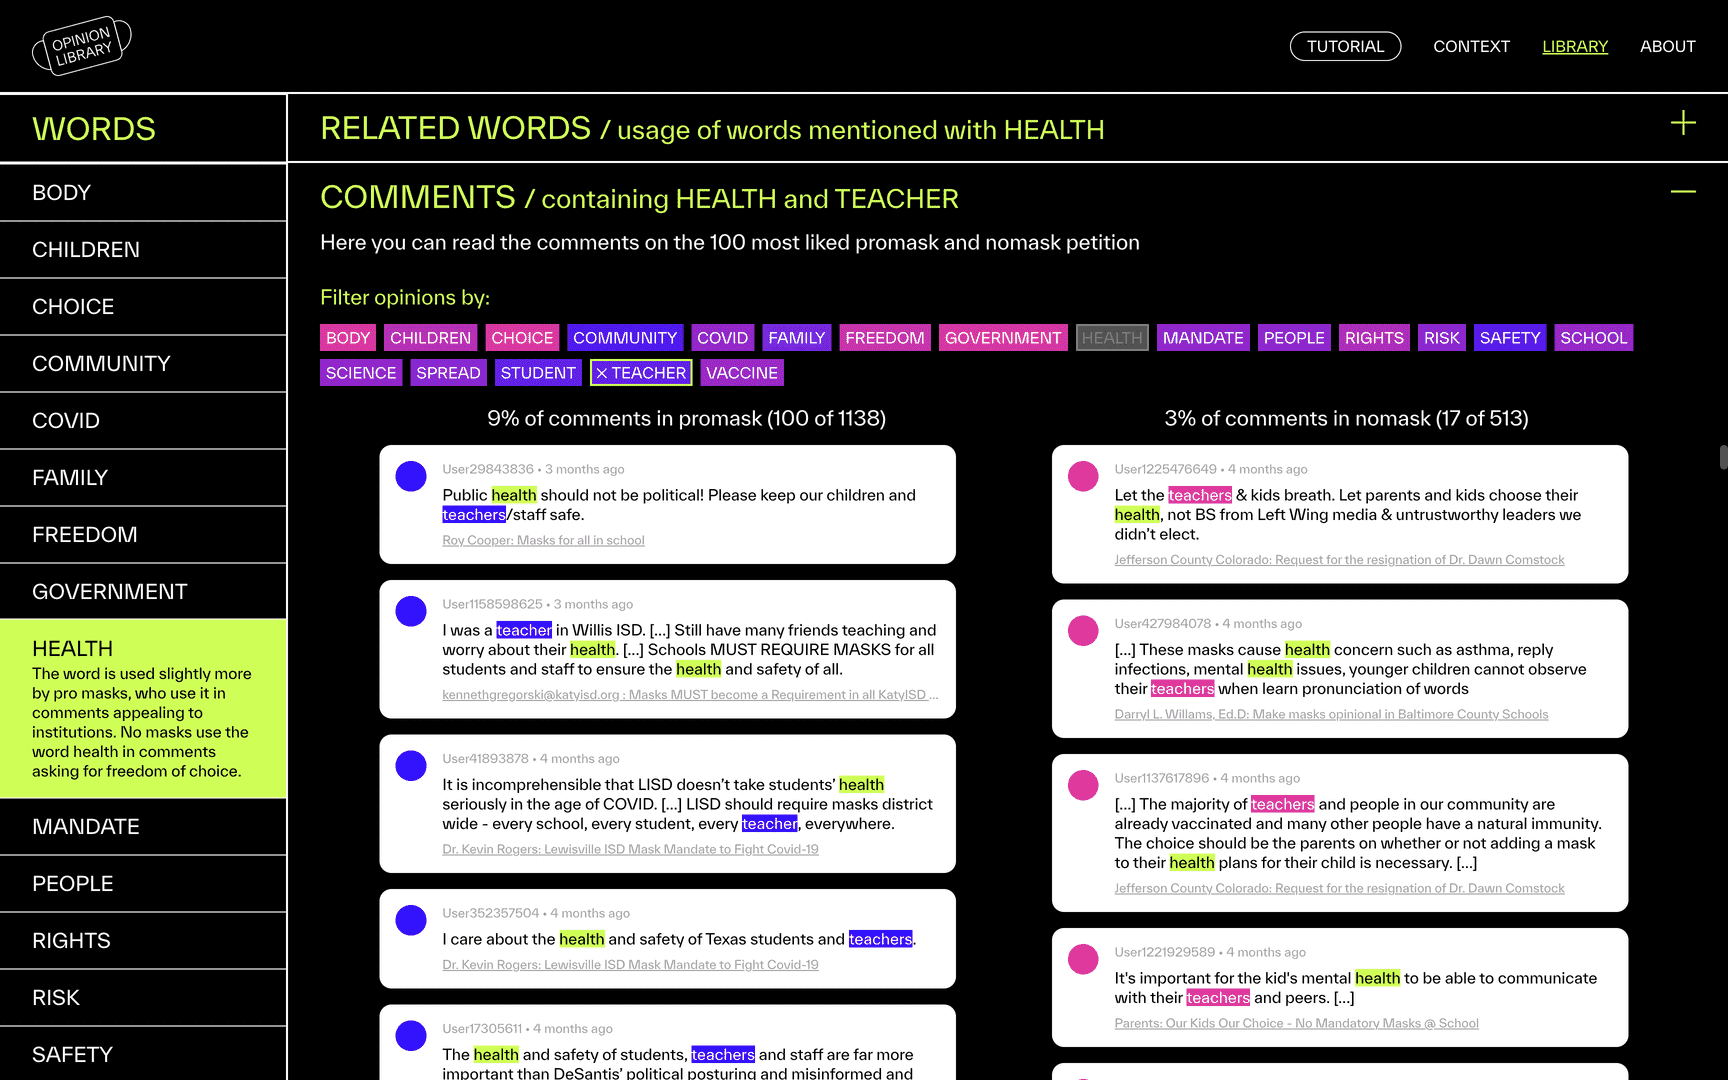 OPINION
LIBRARY
TUTORIAL
CONTEXT
LIBRARY
ABOUT
WORDS
BODY
CHILDREN
CHOICE
COMMUNITY
COVID
FAMILY
FREEDOM
GOVERNMENT
HEALTH
The word is used slightly more
by pro masks, who use it in
comments appealing to
institutions. No masks use the
word health in comments
asking for freedom of choice.
MANDATE
PEOPLE
RIGHTS
RISK
SAFETY
RELATED WORDS / usage of words mentioned with HEALTH
COMMENTS / containing HEALTH and TEACHER
Here you can read the comments on the 100 most liked promask and nomask petition
Filter opinions by:
BODY CHILDREN CHOICE COMMUNITY COVID FAMILY FREEDOM GOVERNMENT HEALTH MANDATE PEOPLE RIGHTS RISK SAFETY SCHOOL
SCIENCE SPREAD STUDENT × TEACHER VACCINE
9% of comments in promask (100 of 1138)
User29843836 • 3 months ago
Public health should not be political! Please keep our children and
teachers/staff safe.
Roy Cooper: Masks for all in school
User1158598625 • 3 months ago
I was a teacher in Willis ISD. [...] Still have many friends teaching and
worry about their health. [...] Schools MUST REQUIRE MASKS for all
students and staff to ensure the health and safety of all.
kennethgregorski@katyisd.org : Masks MUST become a Requirement in all KatyISD ...
User41893878 • 4 months ago
It is incomprehensible that LISD doesn’t take students’ health
seriously in the age of COVID. [...] LISD should require masks district
wide - every school, every student, every teacher, everywhere.
Dr. Kevin Rogers: Lewisville ISD Mask Mandate to Fight Covid-19
User352357504 • 4 months ago
I care about the health and safety of Texas students and teachers.
Dr. Kevin Rogers: Lewisville ISD Mask Mandate to Fight Covid-19
User17305611 • 4 months ago
The health and safety of students, teachers and staff are far more
important than DeSantis’ political posturing and misinformed and
3% of comments in nomask (17 of 513)
User1225476649 • 4 months ago
Let the teachers & kids breath. Let parents and kids choose their
health, not BS from Left Wing media & untrustworthy leaders we
didn’t elect.
Jefferson County Colorado: Request for the resignation of Dr. Dawn Comstock
User427984078 • 4 months ago
[...] These masks cause health concern such as asthma, reply
infections, mental health issues, younger children cannot observe
their teachers when learn pronunciation of words
Darryl L. Willams, Ed.D: Make masks opinional in Baltimore County Schools
User1137617896 • 4 months ago
[...] The majority of teachers and people in our community are
already vaccinated and many other people have a natural immunity.
The choice should be the parents on whether or not adding a mask
to their health plans for their child is necessary. [...]
Jefferson County Colorado: Request for the resignation of Dr. Dawn Comstock
User1221929589 • 4 months ago
It's important for the kid's mental health to be able to communicate
with their teachers and peers. [...]
Parents: Our Kids Our Choice - No Mandatory Masks @ School